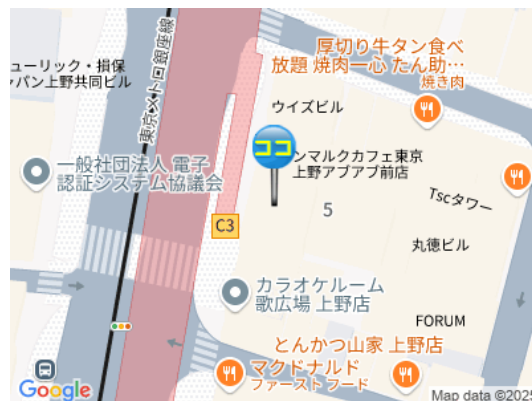 厚切り牛タン食べ
放題 焼肉一心 たん助…
焼き肉
ューリック・損保
ャパン上野共同ビル
東京メトロ銀座線
ウイズビル
ココ
ンマルクカフェ東京
上野アブアブ前店
一般社団法人 電子
認証システム協議会
Tscタワー
5
C3
丸徳ビル
カラオケルーム
歌広場 上野店
FORUM
とんかつ山家 上野店
マクドナルド
ファースト フード
Google
Map data ©2025